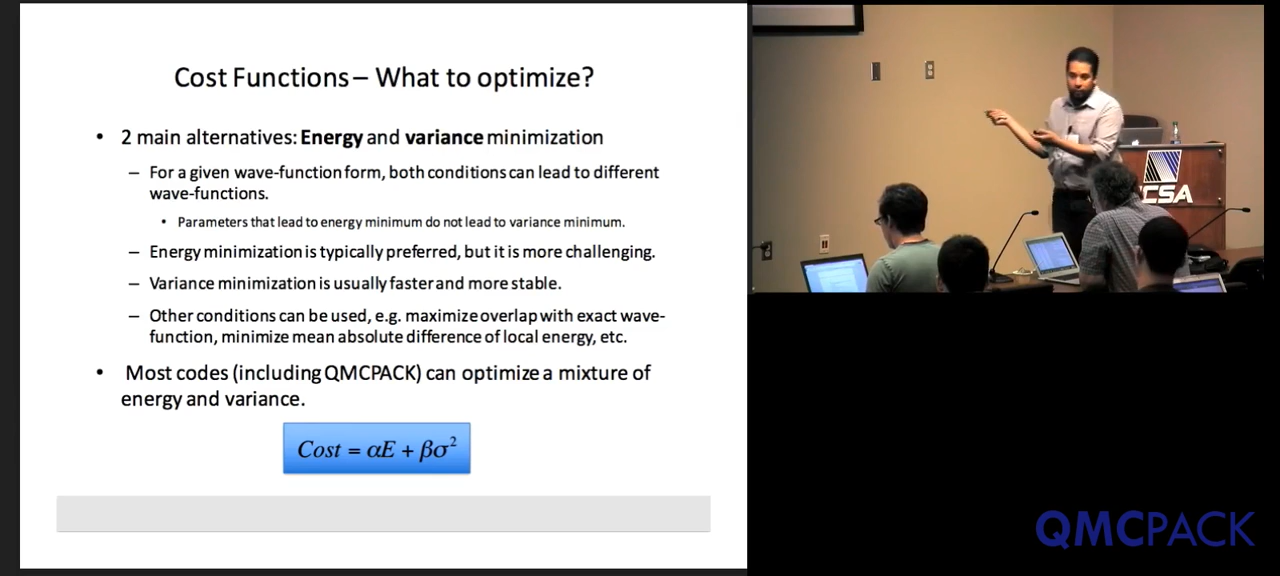 Cost Functions – What to optimize?
• 2 main alternatives: Energy and variance minimization
– For a given wave-function form, both conditions can lead to different
wave-functions.
• Parameters that lead to energy minimum do not lead to variance minimum.
– Energy minimization is typically preferred, but it is more challenging.
– Variance minimization is usually faster and more stable.
– Other conditions can be used, e.g. maximize overlap with exact wave-
function, minimize mean absolute difference of local energy, etc.
• Most codes (including QMCPACK) can optimize a mixture of
energy and variance.
Cost = αE + βσ²
CSA
QMCPACK